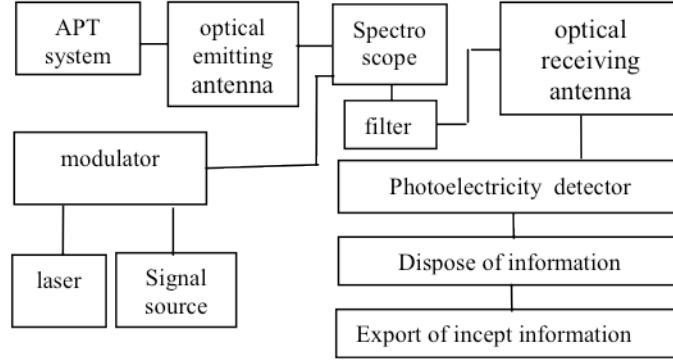 APT
system
optical
emitting
antenna
Spectro
scope
optical
receiving
antenna
filter
modulator
Photoelectricity detector
laser
Signal
source
Dispose of information
Export of incept information